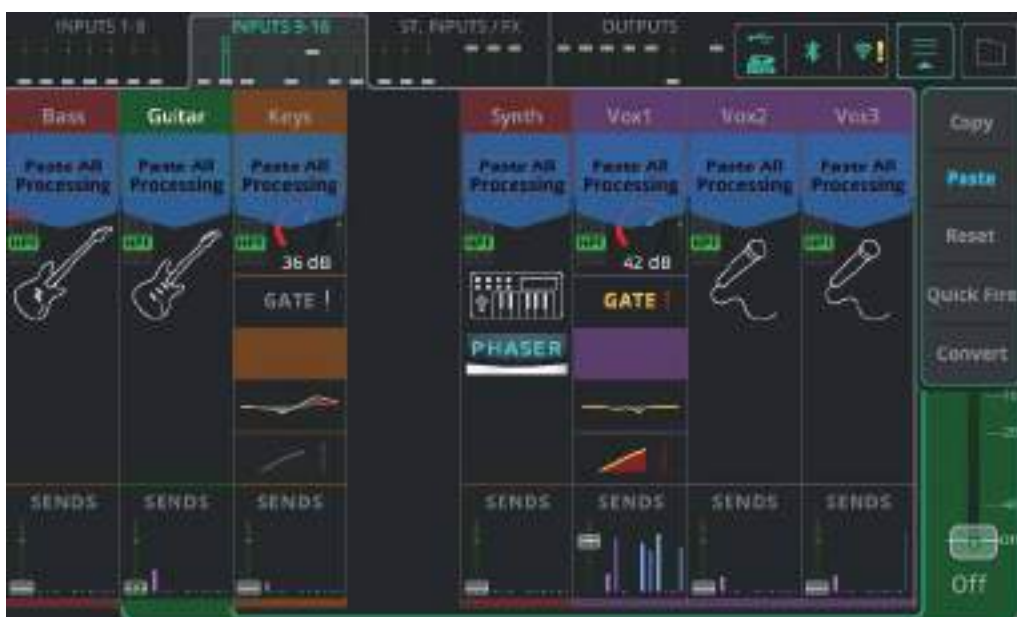 INPUTS 1-8
INPUTS 3-16
ST. INPUTS / FX
OUTPUTS
Bass
Guitar
Keys
Synth
Vox1
Vox2
Vox3
Paste All
Processing
Paste All
Processing
Paste All
Processing
Paste All
Processing
Paste All
Processing
Paste All
Processing
Paste All
Processing
HPF
HPF
HPF
HPF
HPF
HPF
HPF
36 dB
42 dB
GATE
GATE
PHASER
SENDS
SENDS
SENDS
SENDS
SENDS
SENDS
SENDS
Copy
Paste
Reset
Quick Fire
Convert
Off